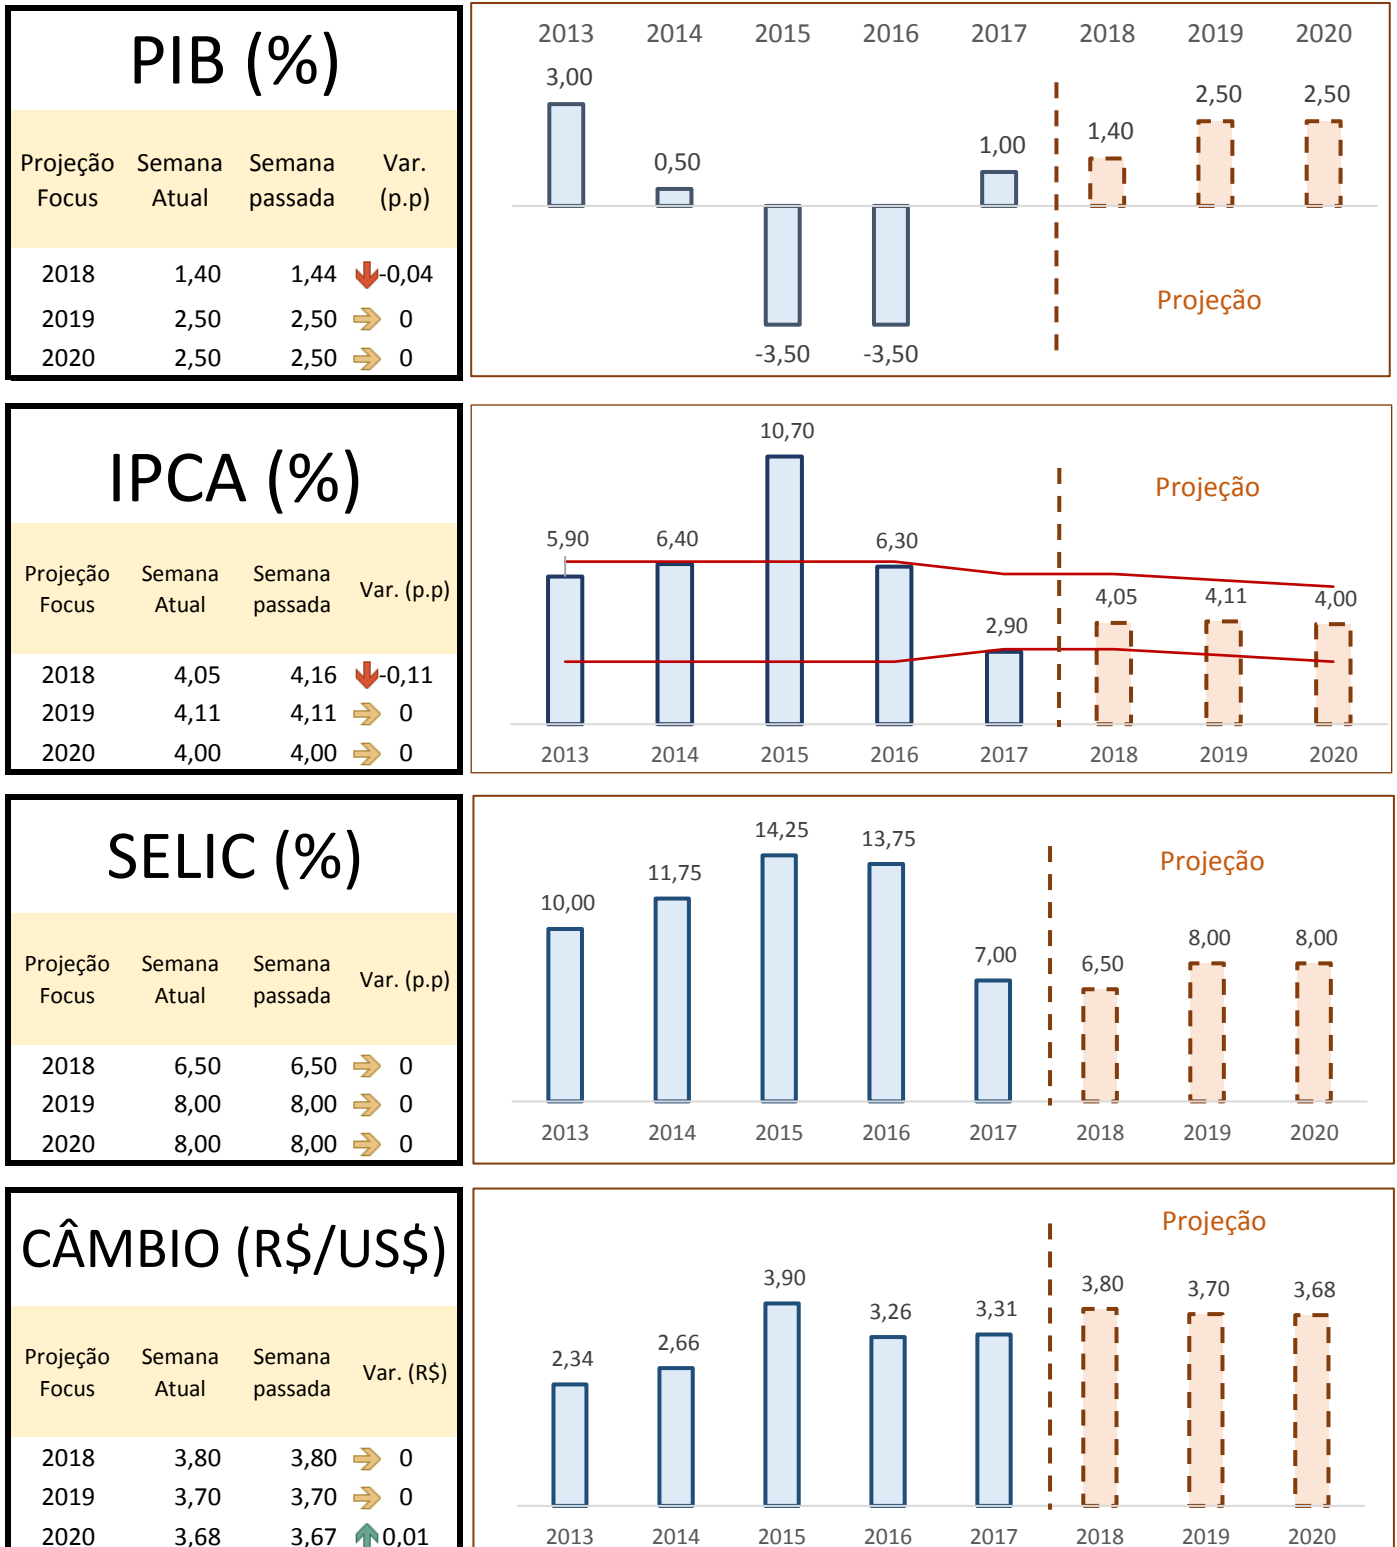 PIB (%)
Projeção Focus Semana Atual Semana passada Var. (p.p)
2018 1,40 1,44 -0,04
2019 2,50 2,50 0
2020 2,50 2,50 0
2013 2014 2015 2016 2017 2018 2019 2020
3,00 0,50 -3,50 -3,50 1,00 1,40 2,50 2,50
Projeção
IPCA (%)
Projeção Focus Semana Atual Semana passada Var. (p.p)
2018 4,05 4,16 -0,11
2019 4,11 4,11 0
2020 4,00 4,00 0
Projeção
5,90 6,40 10,70 6,30 2,90 4,05 4,11 4,00
2013 2014 2015 2016 2017 2018 2019 2020
SELIC (%)
Projeção Focus Semana Atual Semana passada Var. (p.p)
2018 6,50 6,50 0
2019 8,00 8,00 0
2020 8,00 8,00 0
Projeção
10,00 11,75 14,25 13,75 7,00 6,50 8,00 8,00
2013 2014 2015 2016 2017 2018 2019 2020
CÂMBIO (R$/US$)
Projeção Focus Semana Atual Semana passada Var. (R$)
2018 3,80 3,80 0
2019 3,70 3,70 0
2020 3,68 3,67 0,01
Projeção
2,34 2,66 3,90 3,26 3,31 3,80 3,70 3,68
2013 2014 2015 2016 2017 2018 2019 2020